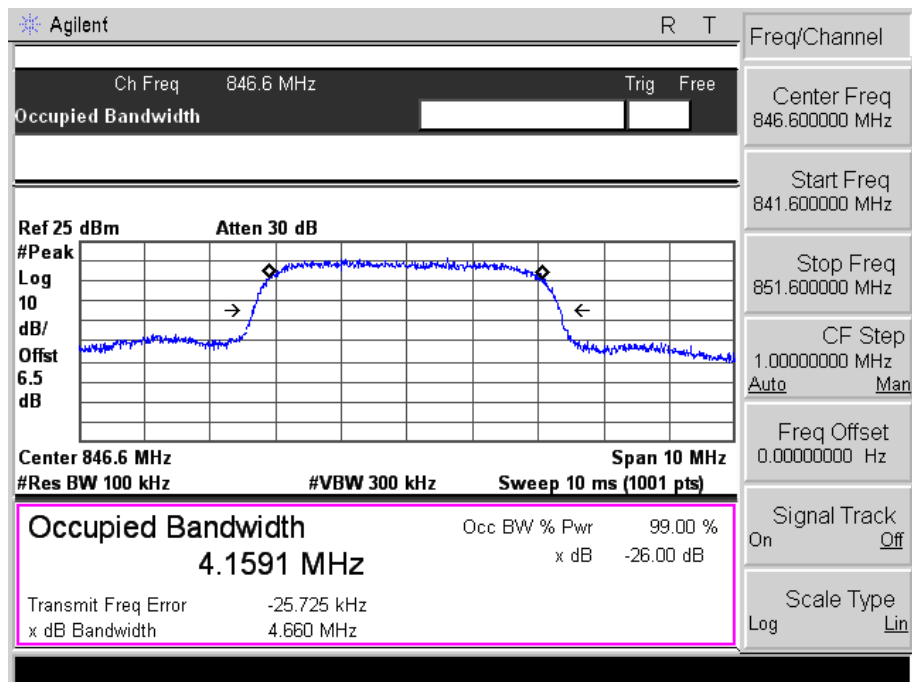 Agilent R T
Ch Freq 846.6 MHz Trig Free
Occupied Bandwidth
Ref 25 dBm Atten 30 dB
#Peak
Log
10
dB/
Offst
6.5
dB
Center 846.6 MHz Span 10 MHz
#Res BW 100 kHz #VBW 300 kHz Sweep 10 ms (1001 pts)
Occupied Bandwidth
4.1591 MHz
Occ BW % Pwr 99.00 %
x dB -26.00 dB
Transmit Freq Error -25.725 kHz
x dB Bandwidth 4.660 MHz
Freq/Channel
Center Freq
846.600000 MHz
Start Freq
841.600000 MHz
Stop Freq
851.600000 MHz
CF Step
1.00000000 MHz
Auto Man
Freq Offset
0.00000000 Hz
Signal Track
On Off
Scale Type
Log Lin